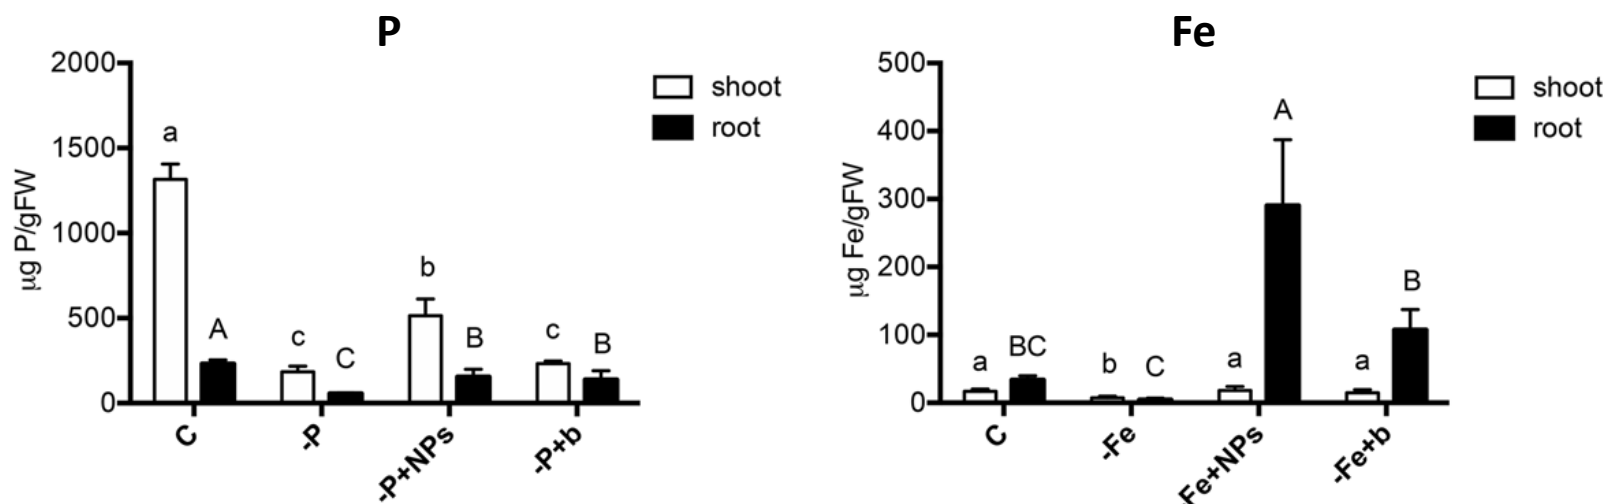 P
2000
1500
1000
500
0
µg P/gFW
a
A
c
C
b
B
c
B
C
-P
-P+NPs
-P+b
shoot
root
Fe
500
400
300
200
100
0
µg Fe/gFW
a
BC
b
C
a
A
a
B
C
-Fe
Fe+NPs
-Fe+b
shoot
root